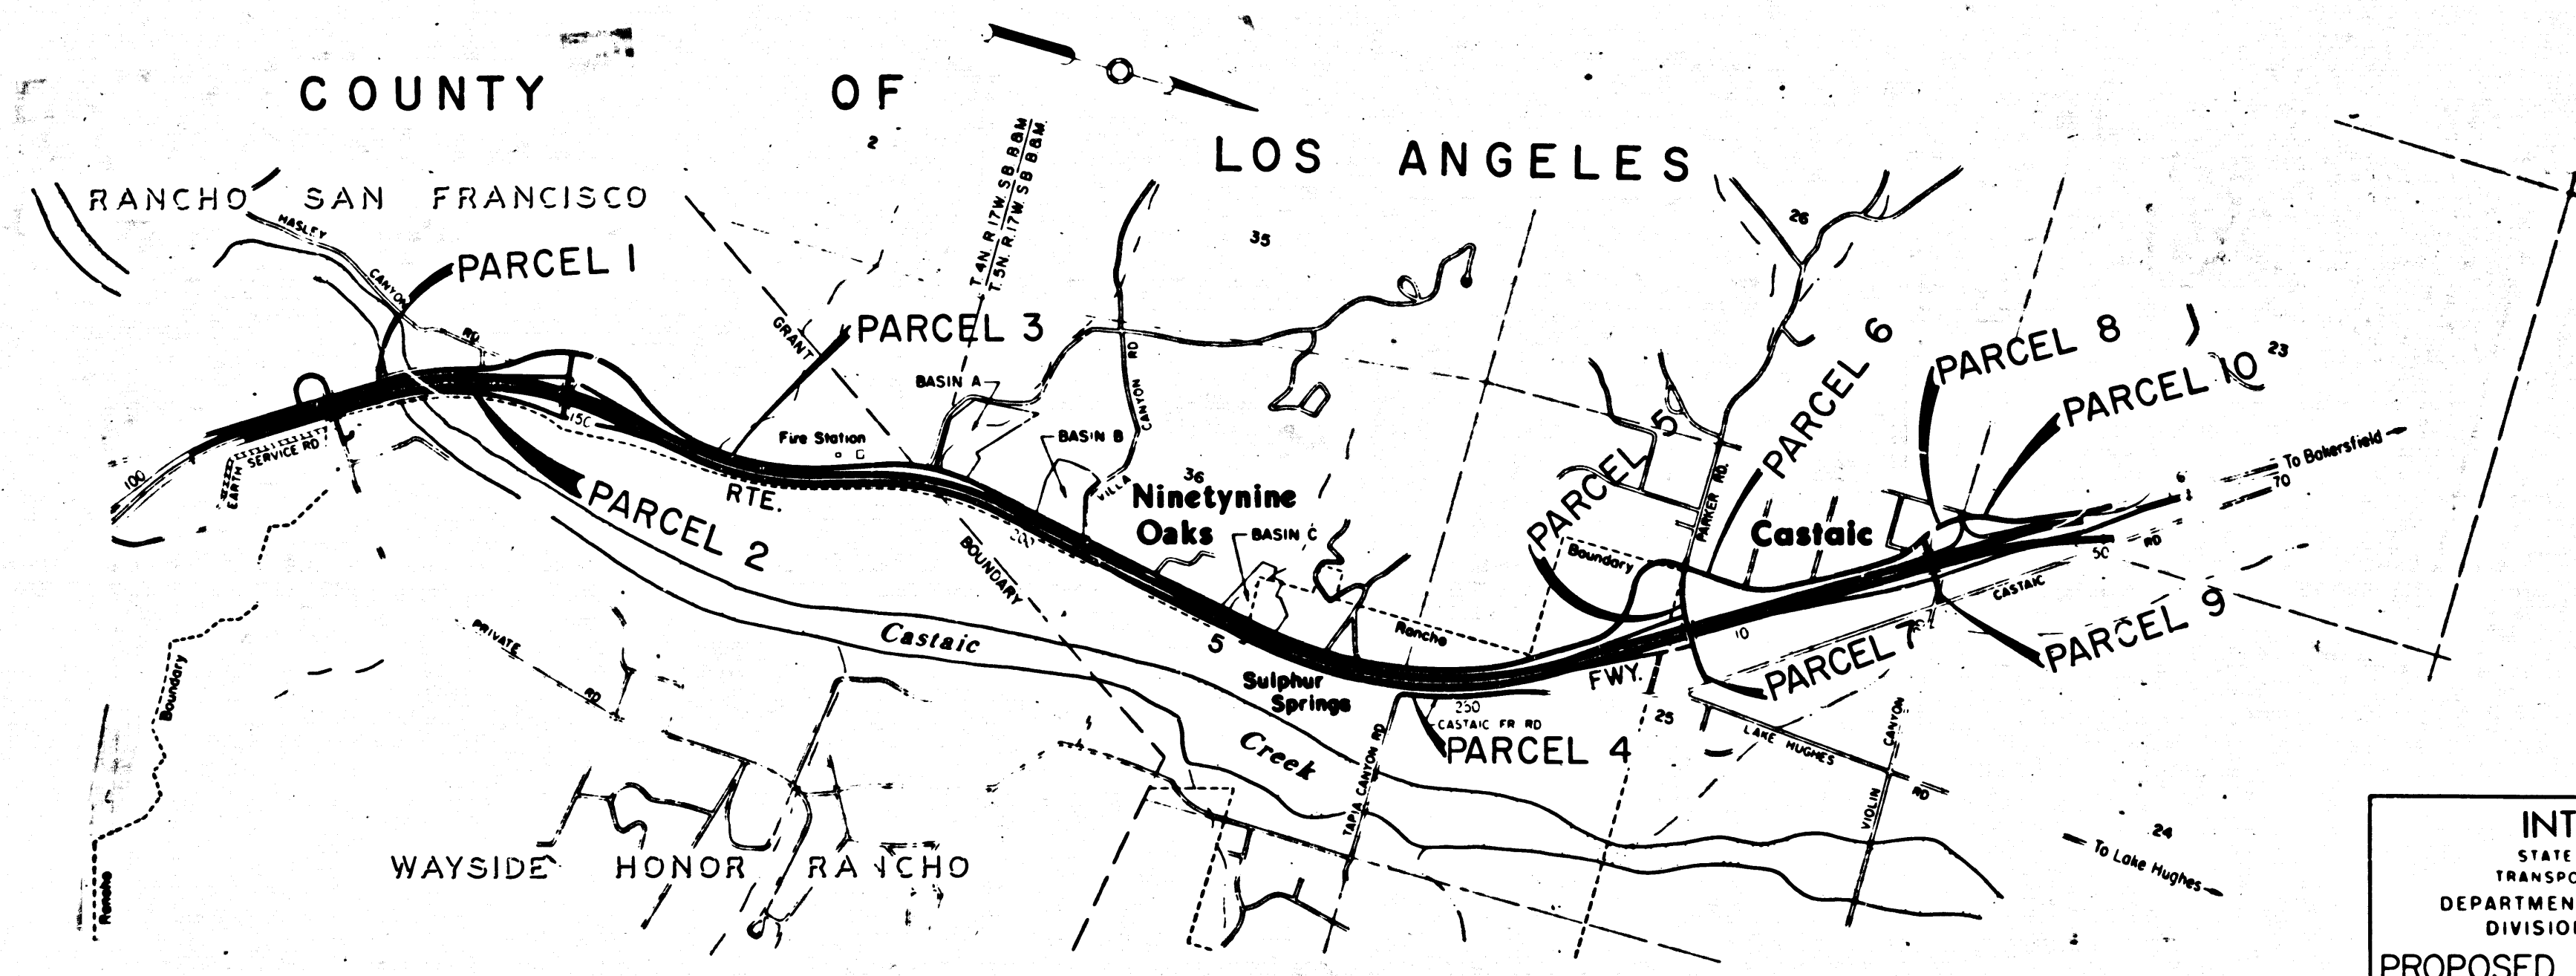 COUNTY OF
LOS ANGELES
RANCHO SAN FRANCISCO
2
T.4N. R.17W. S.B.B.&M.
T.5N. R.17W. S.B.B.&M.
35
26
HASLEY
CANYON
RD
PARCEL 1
GRANT
PARCEL 3
BASIN A
RD
CANYON
VILLA
BASIN B
PARCEL 5
PARCEL 6
PARCEL 8
PARCEL 10
23
Fire Station
36
Ninetynine
Oaks
BASIN C
PARKER RD.
Castaic
To Bakersfield
70
100
EARTH
SERVICE RD
150
PARCEL 2
RTE.
200
BOUNDARY
Boundary
Rancho
50
RD
CASTAIC
10
PARCEL 7
PARCEL 9
5
FWY.
Castaic
Creek
Sulphur
Springs
250
CASTAIC FR RD
PARCEL 4
25
TAPIA CANYON RD
LAKE HUGHES
RD
CANYON
VIOLIN
PRIVATE
RD
Boundary
Rancho
WAYSIDE HONOR RANCHO
24
To Lake Hughes
INT
STATE
TRANSPO
DEPARTMEN
DIVISIO
PROPOSED